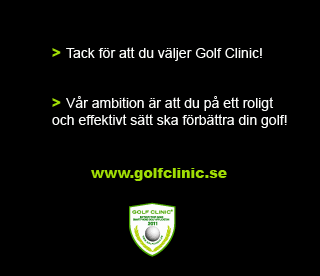 > Tack för att du väljer Golf Clinic!
> Vår ambition är att du på ett roligt
och effektivt sätt ska förbättra din golf!
www.golfclinic.se
GOLF CLINIC®
2011